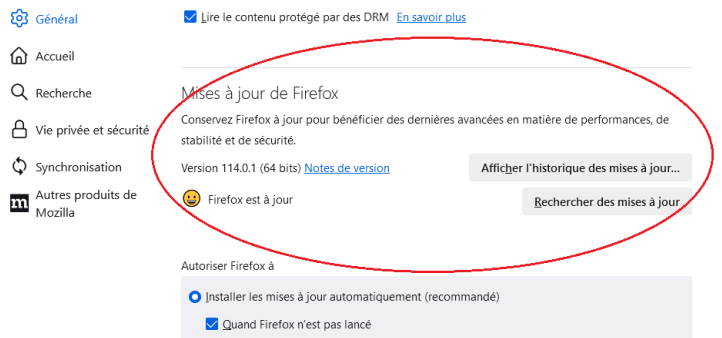 Général
Accueil
Recherche
Vie privée et sécurité
Synchronisation
Autres produits de
Mozilla
Lire le contenu protégé par des DRM En savoir plus
Mises à jour de Firefox
Conservez Firefox à jour pour bénéficier des dernières avancées en matière de performances, de
stabilité et de sécurité.
Version 114.0.1 (64 bits) Notes de version
Afficher l'historique des mises à jour...
Firefox est à jour
Rechercher des mises à jour
Autoriser Firefox à
Installer les mises à jour automatiquement (recommandé)
Quand Firefox n'est pas lancé